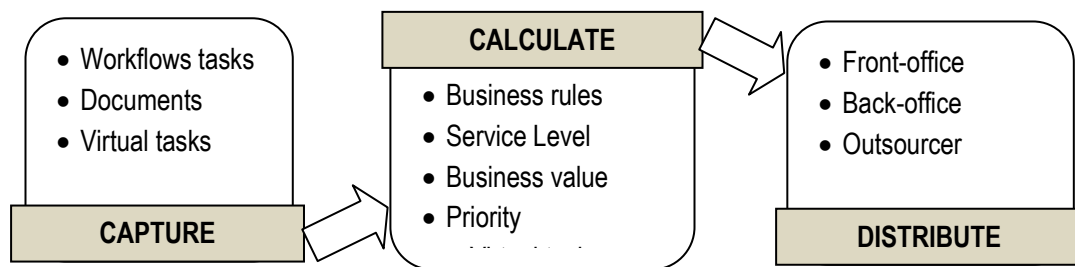 • Workflows tasks
• Documents
• Virtual tasks
CAPTURE
CALCULATE
• Business rules
• Service Level
• Business value
• Priority
• Front-office
• Back-office
• Outsourcer
DISTRIBUTE